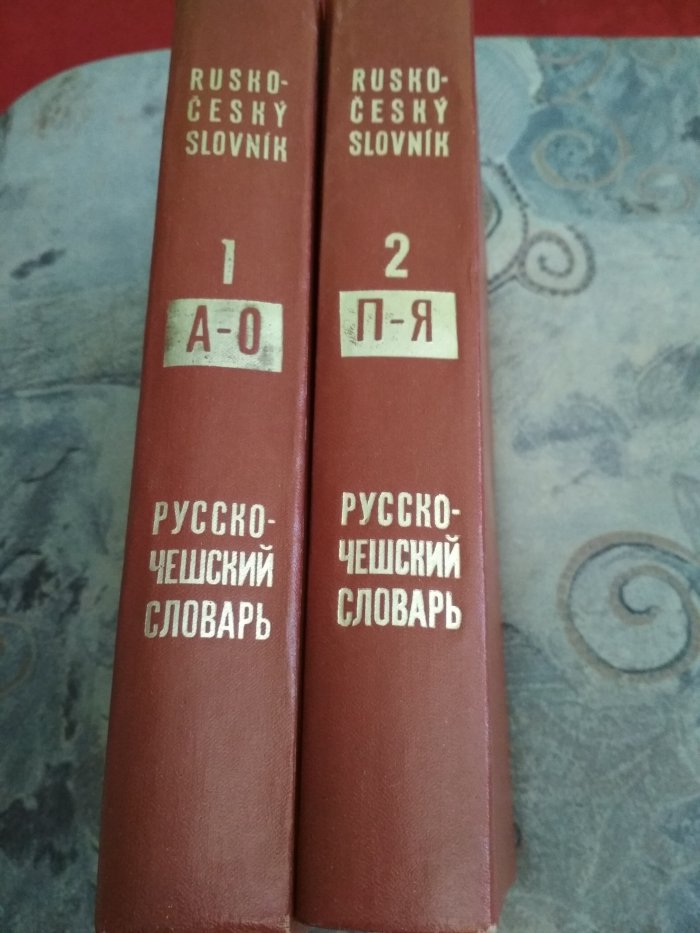 RUSKO-
ČESKÝ
SLOVNÍK
1
А-О
РУССКО-
ЧЕШСКИЙ
СЛОВАРЬ
RUSKO-
ČESKÝ
SLOVNÍK
2
П-Я
РУССКО-
ЧЕШСКИЙ
СЛОВАРЬ